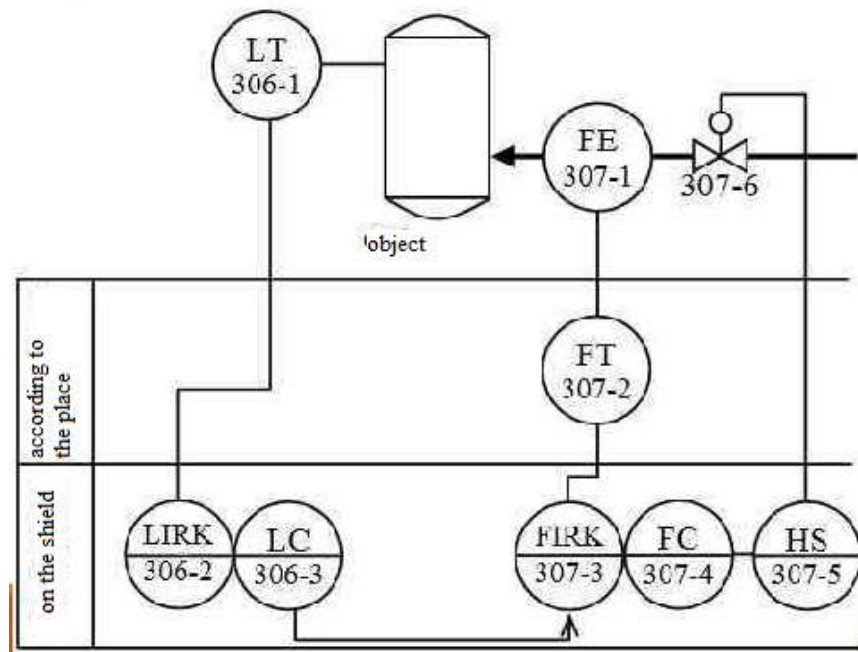 LT
306-1
FE
307-1
307-6
object
according to
the place
FT
307-2
on the shield
LIRK
306-2
LC
306-3
FIRK
307-3
FC
307-4
HS
307-5